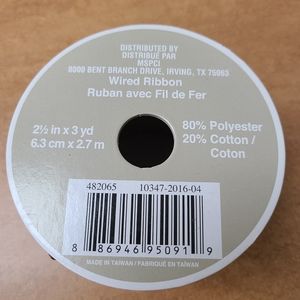 DISTRIBUTED BY
DISTRIBUÉ PAR
MSPCI
8000 BENT BRANCH DRIVE, IRVING, TX 75063
Wired Ribbon
Ruban avec Fil de Fer
2½ in x 3 yd
6.3 cm x 2.7 m
80% Polyester
20% Cotton /
Coton
482065 10347-2016-04
8 86946 95091 9
MADE IN TAIWAN / FABRIQUÉ EN TAÏWAN